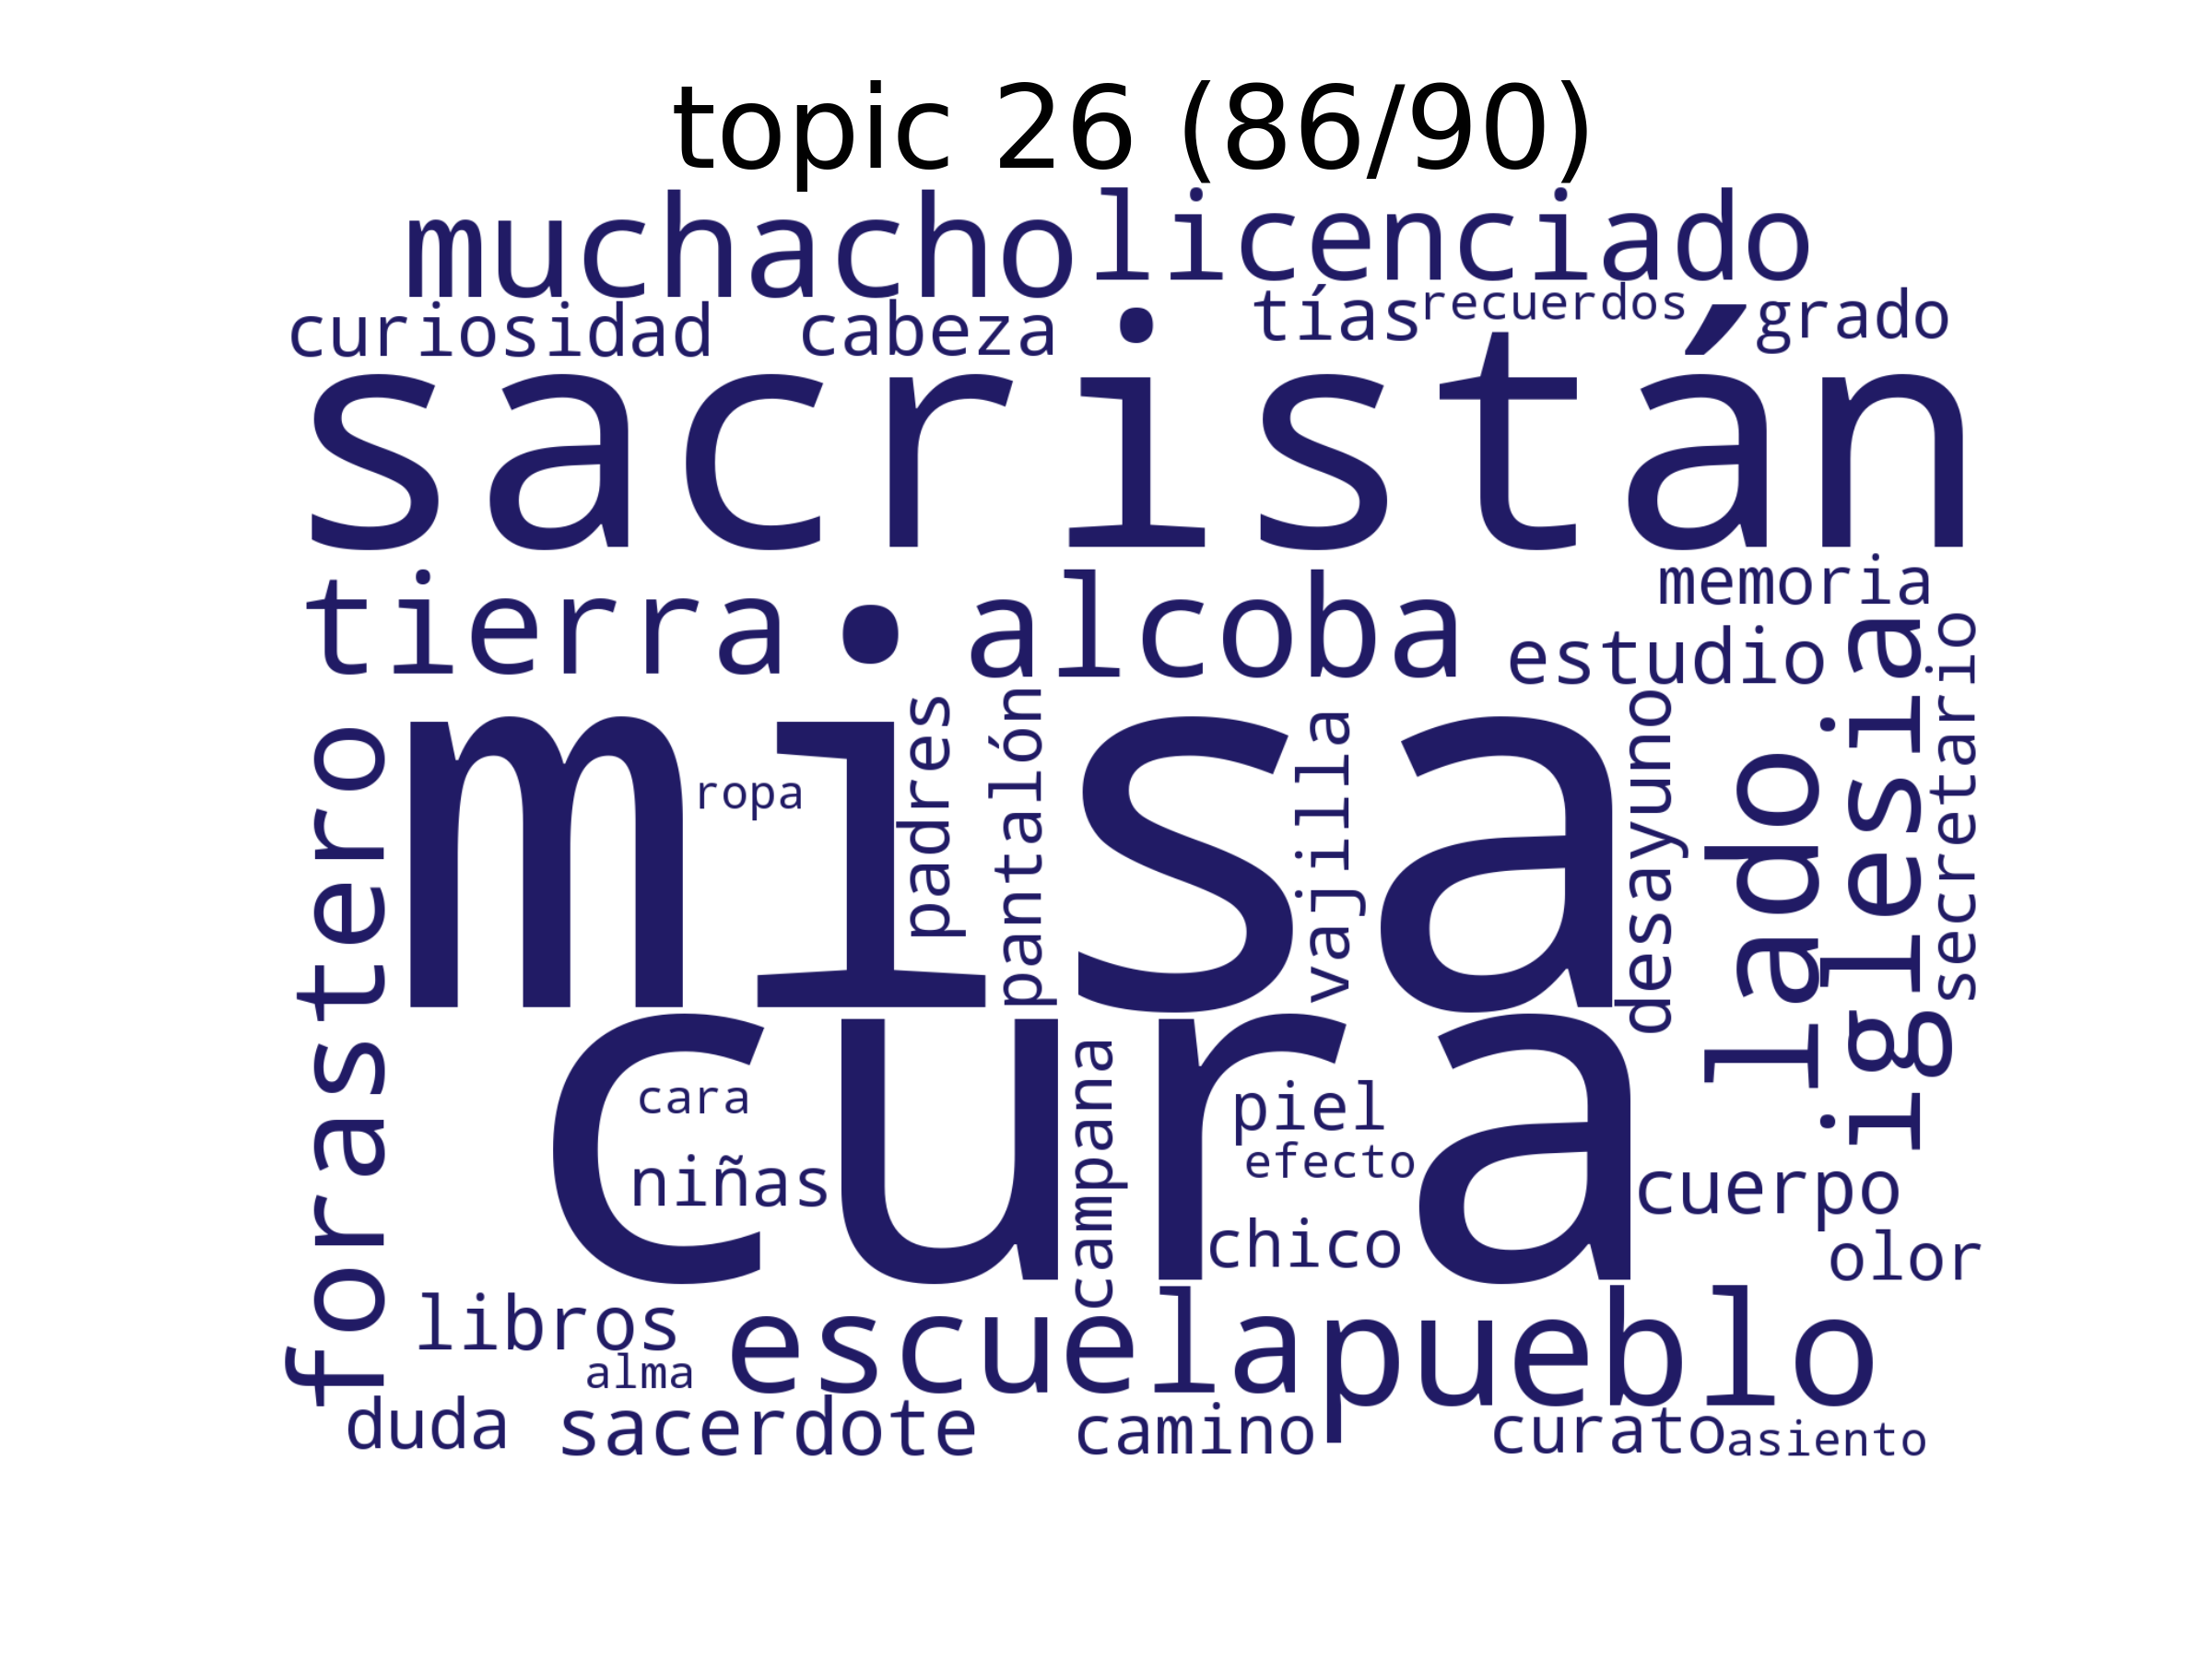 topic 26 (86/90)
muchacho
licenciado
curiosidad
cabeza
tías
recuerdos
grado
sacristán
tierra
alcoba
memoria
estudio
iglesia
secretario
forastero
misa
ropa
padres
pantalón
vajilla
desayuno
lado
cura
cara
niñas
campana
piel
efecto
chico
cuerpo
olor
libros
alma
escuela
pueblo
duda
sacerdote
camino
curato
asiento